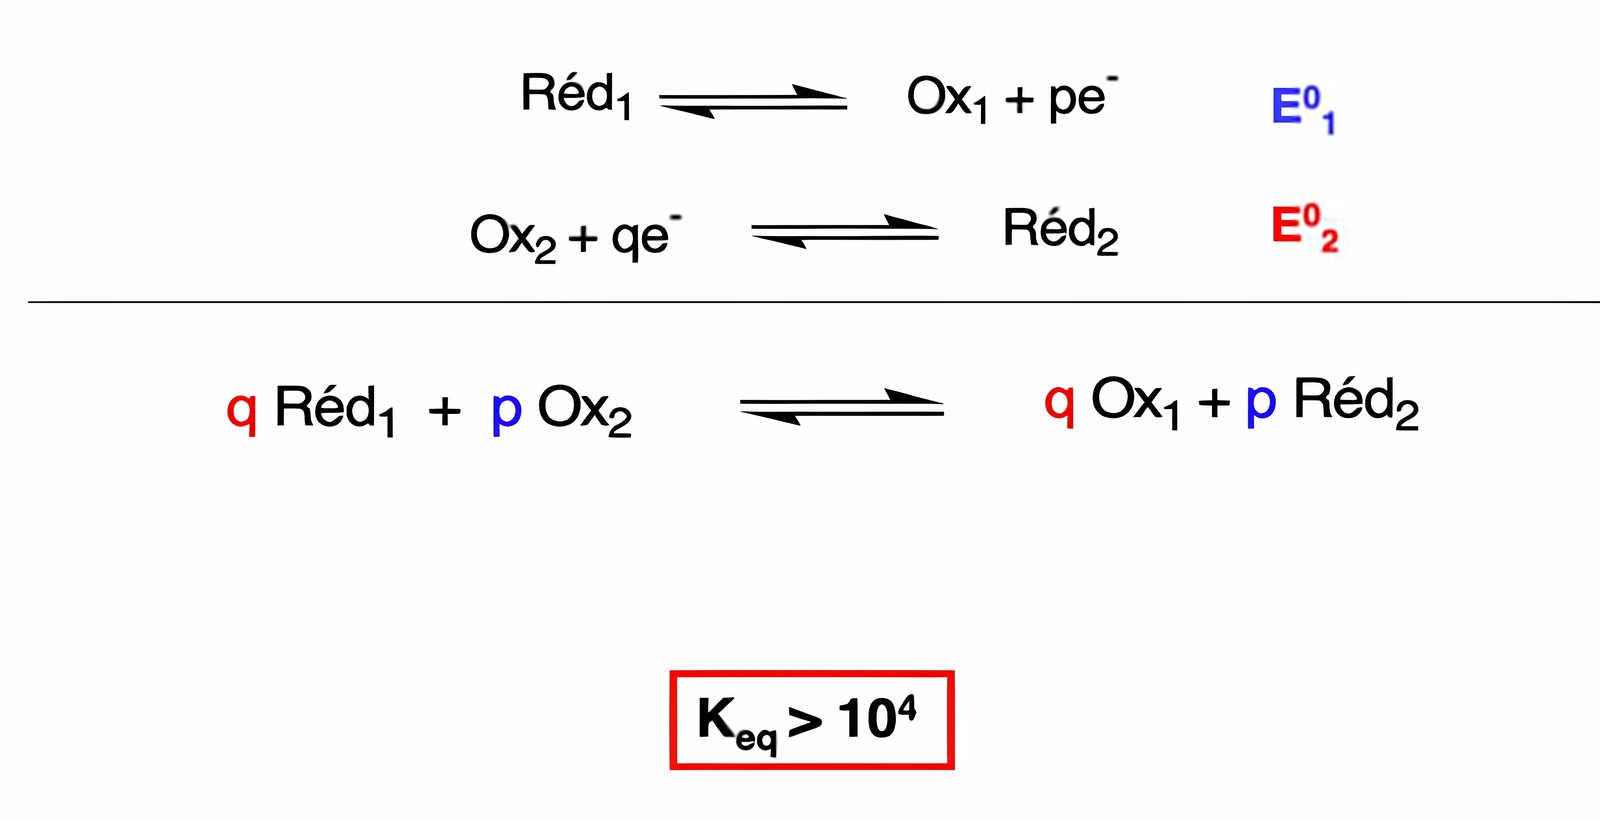 Réd₁ ⇌ Ox₁ + pe⁻ E⁰₁
Ox₂ + qe⁻ ⇌ Réd₂ E⁰₂
q Réd₁ + p Ox₂ ⇌ q Ox₁ + p Réd₂
Keq > 10⁴